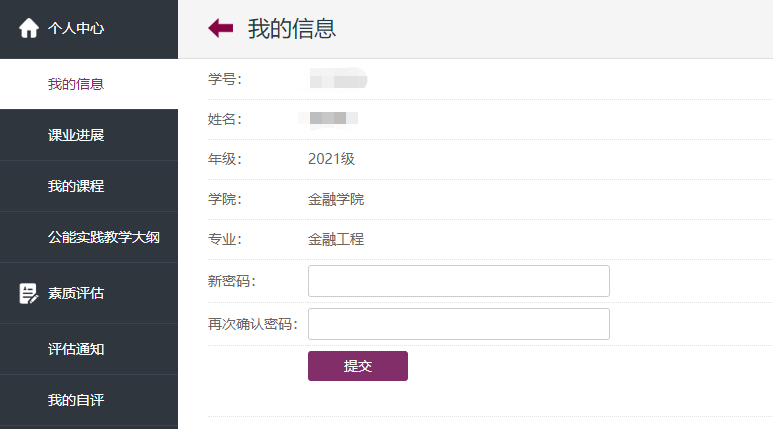 个人中心
我的信息
课业进展
我的课程
公能实践教学大纲
素质评估
评估通知
我的自评
我的信息
学号：
姓名：
年级： 2021级
学院： 金融学院
专业： 金融工程
新密码：
再次确认密码：
提交